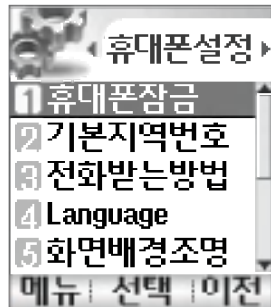 휴대폰설정
1 휴대폰잠금
2 기본지역번호
3 전화받는방법
4 Language
5 화면배경조명
메뉴 선택 이전